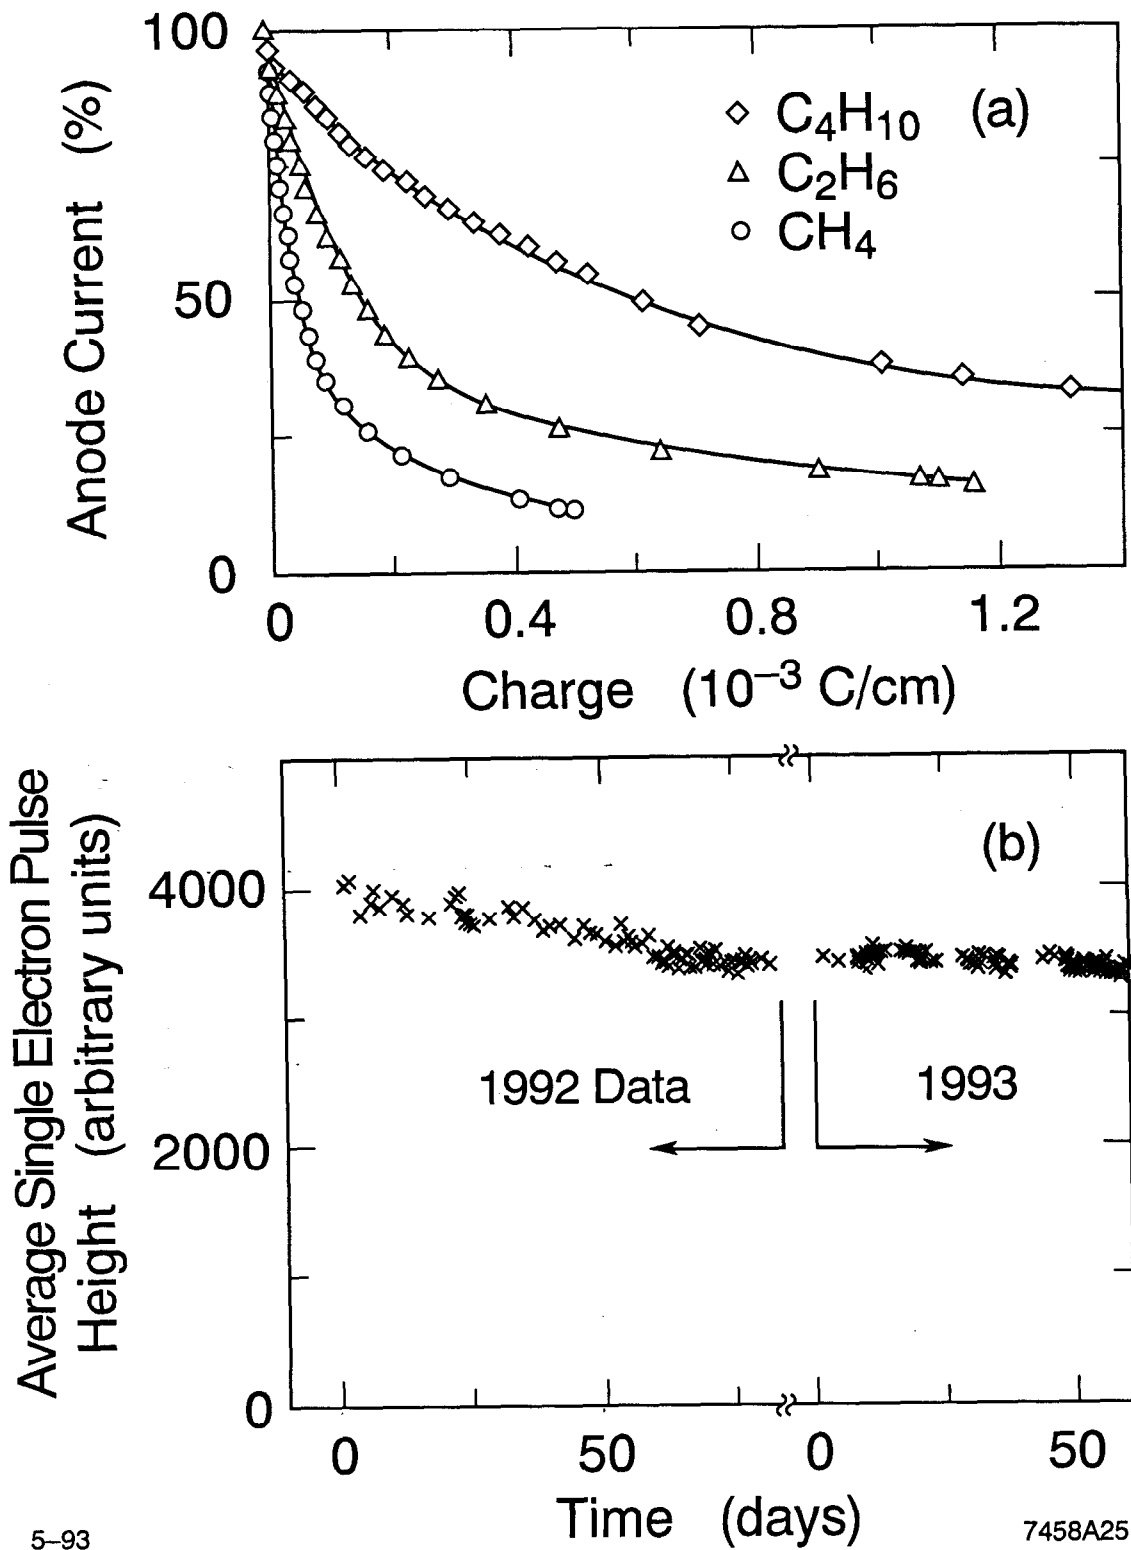 100
50
0
Anode Current (%)
C₄H₁₀ (a)
C₂H₆
CH₄
0 0.4 0.8 1.2
Charge (10⁻³ C/cm)
Average Single Electron Pulse
Height (arbitrary units)
4000
2000
0
(b)
1992 Data 1993
0 50 0 50
Time (days)
5–93 7458A25